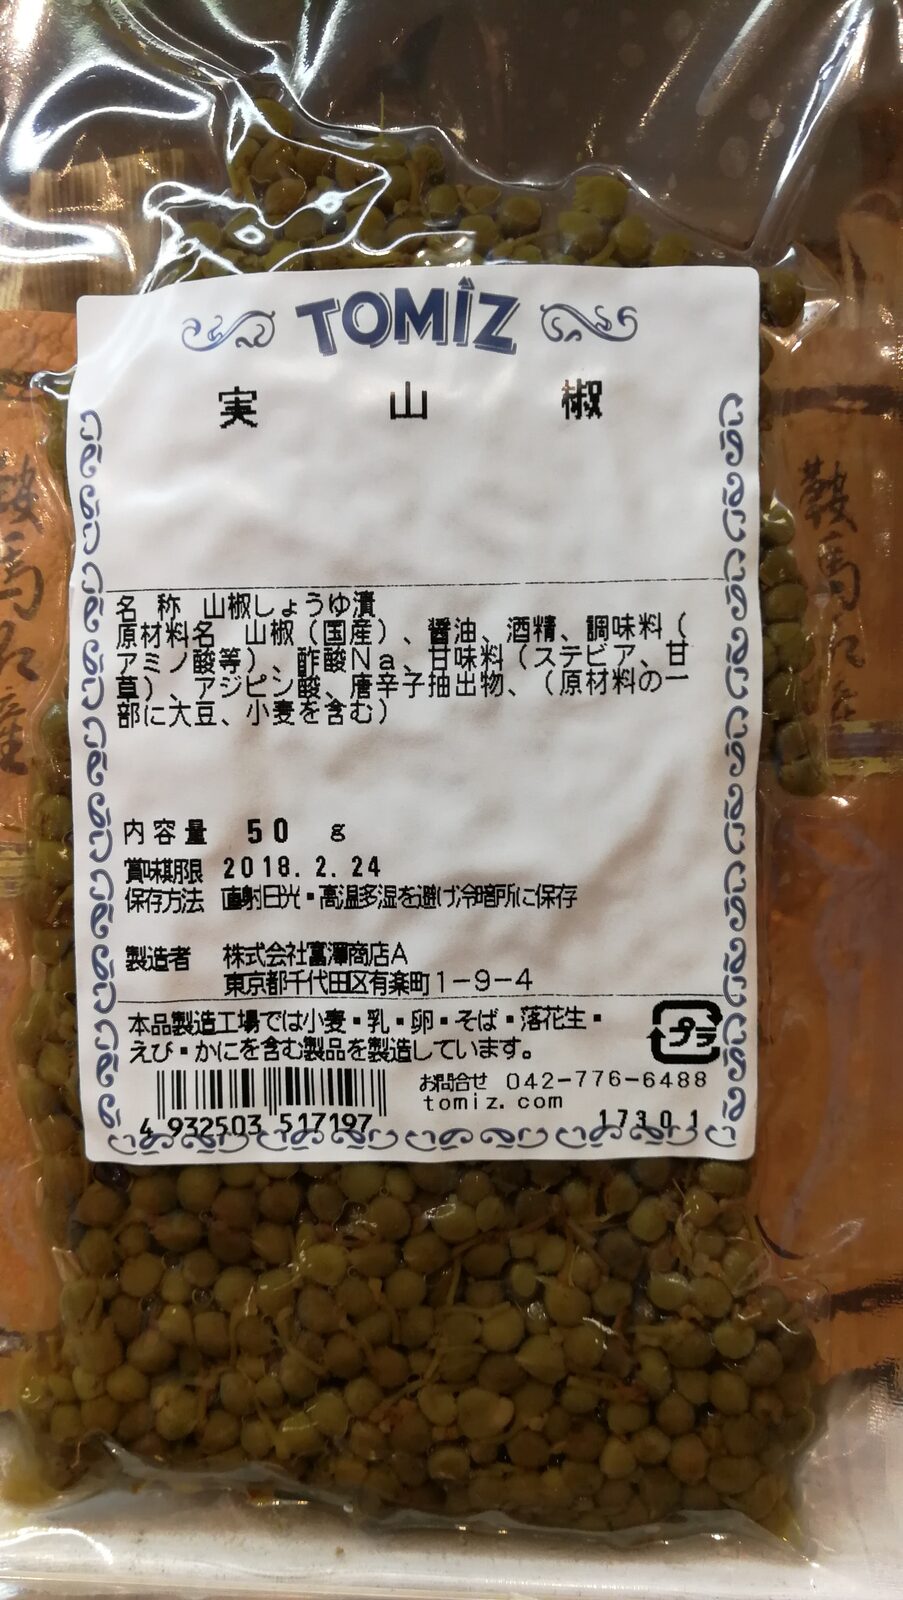 TOMIZ
実 山 椒
名 称 山椒しょうゆ漬
原材料名 山椒（国産）、醤油、酒精、調味料（
アミノ酸等）、酢酸Ｎａ、甘味料（ステビア、甘
草）、アジピン酸、唐辛子抽出物、（原材料の一
部に大豆、小麦を含む）
内容量 50 g
賞味期限 2018.2.24
保存方法 直射日光・高温多湿を避け冷暗所に保存
製造者 株式会社富澤商店A
東京都千代田区有楽町1-9-4
本品製造工場では小麦・乳・卵・そば・落花生・
えび・かにを含む製品を製造しています。
プラ
お問合せ 042-776-6488
tomiz.com
4 932503 517197
17301
鞍馬名産
鞍馬名産